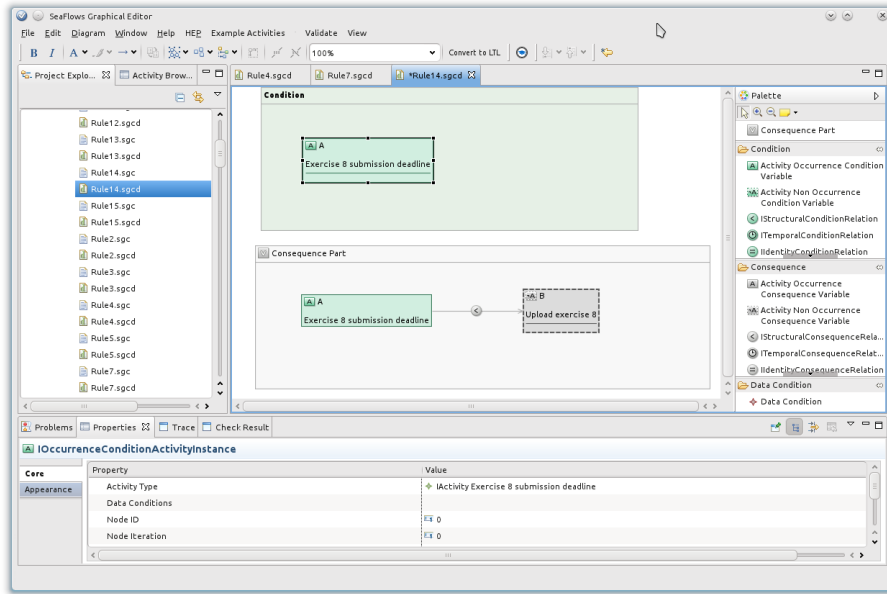 SeaFlows Graphical Editor
File Edit Diagram Window Help HEP Example Activities Validate View
B I A 100% Convert to LTL
Project Explo... Activity Brow...
Rule4.sgcd Rule7.sgcd *Rule14.sgcd
Rule12.sgcd
Rule13.sgc
Rule13.sgcd
Rule14.sgc
Rule14.sgcd
Rule15.sgc
Rule15.sgcd
Rule2.sgc
Rule2.sgcd
Rule3.sgc
Rule3.sgcd
Rule4.sgc
Rule4.sgcd
Rule5.sgc
Rule5.sgcd
Rule7.sgc
Rule7.sgcd
Condition
A A
Exercise 8 submission deadline
Consequence Part
A A
Exercise 8 submission deadline
<
¬A B
Upload exercise 8
Palette
Consequence Part
Condition
A Activity Occurrence Condition
Variable
¬A Activity Non Occurrence
Condition Variable
< IStructuralConditionRelation
ITemporalConditionRelation
IIdentityConditionRelation
Consequence
A Activity Occurrence
Consequence Variable
¬A Activity Non Occurrence
Consequence Variable
< IStructuralConsequenceRela...
ITemporalConsequenceRelat...
IIdentityConsequenceRelation
Data Condition
Data Condition
Problems Properties Trace Check Result
A IOccurrenceConditionActivityInstance
Core
Appearance
Property Value
Activity Type IActivity Exercise 8 submission deadline
Data Conditions
Node ID 0
Node Iteration 0